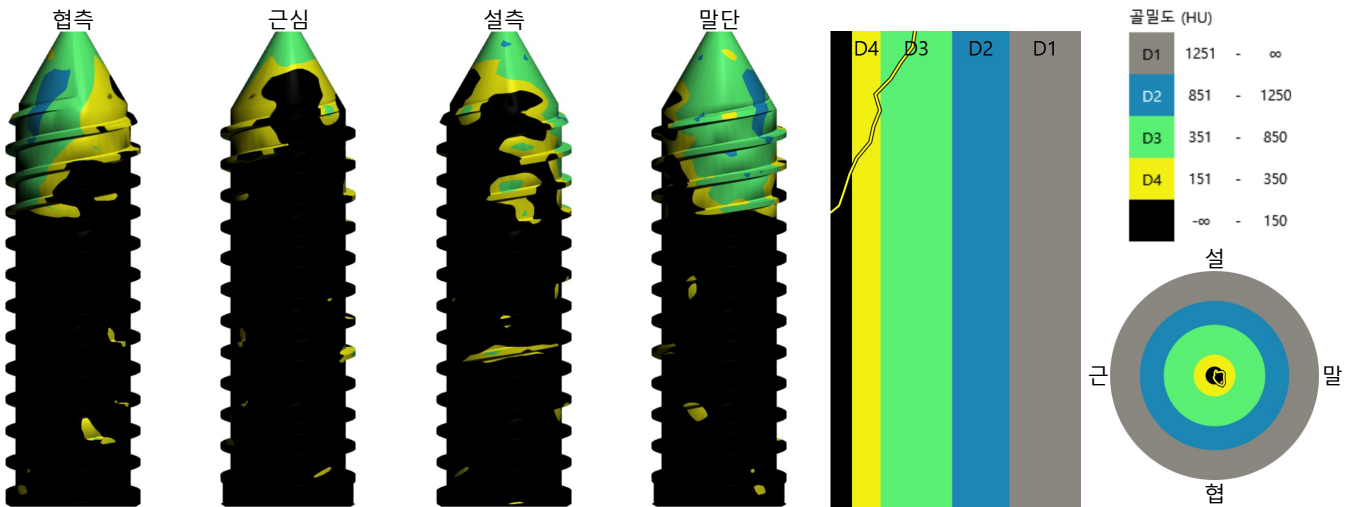 협측 근심 설측 말단
D4 D3 D2 D1
골밀도 (HU)
D1 1251 - ∞
D2 851 - 1250
D3 351 - 850
D4 151 - 350
-∞ - 150
설
근 말
협